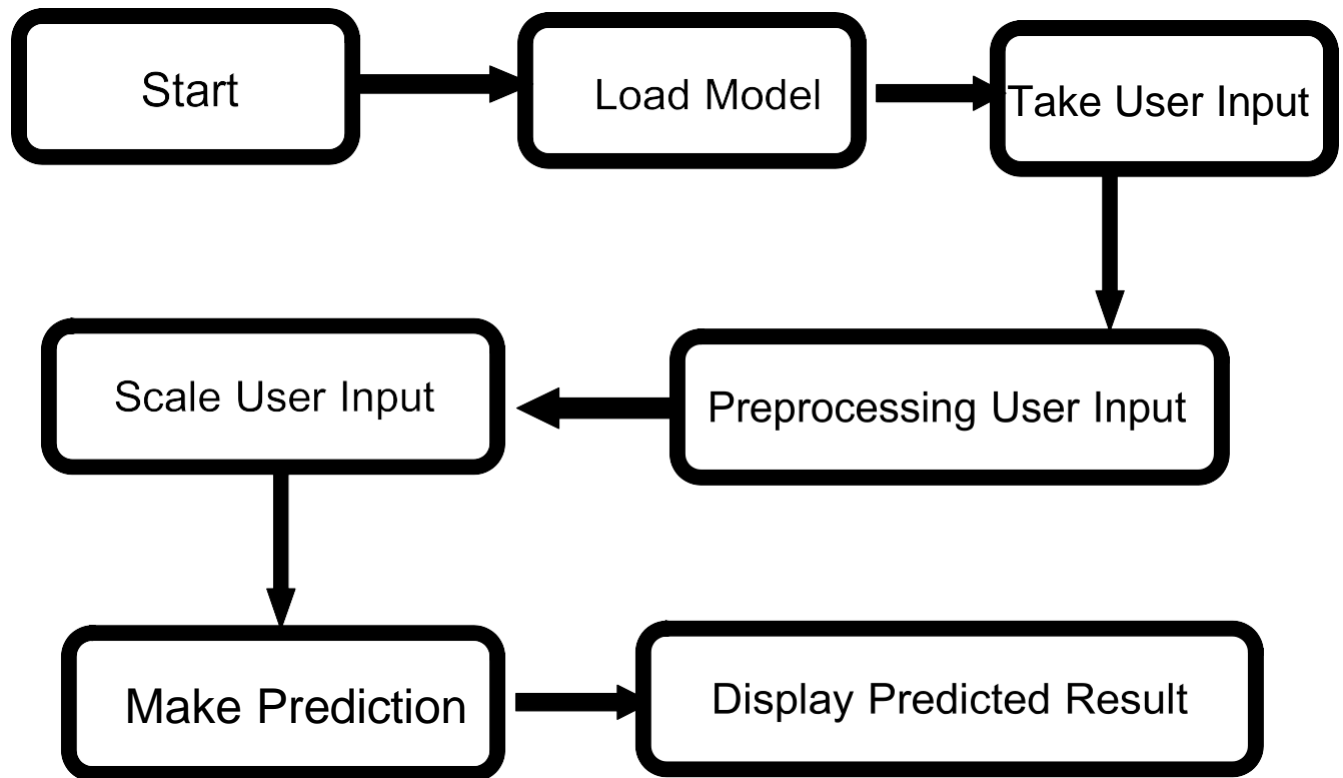 Start
Load Model
Take User Input
Preprocessing User Input
Scale User Input
Make Prediction
Display Predicted Result